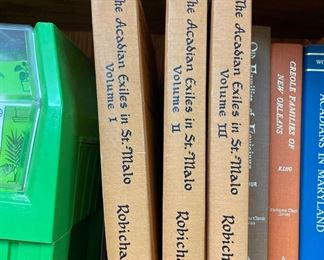 The Acadian Exiles in St. Malo
Volume I
Robicha
The Acadian Exiles in St. Malo
Volume II
Robicha
The Acadian Exiles in St. Malo
Volume III
Robicha
CREOLE FAMILIES OF
NEW ORLEANS
KING
ACADIANS IN MARYLAND
WO